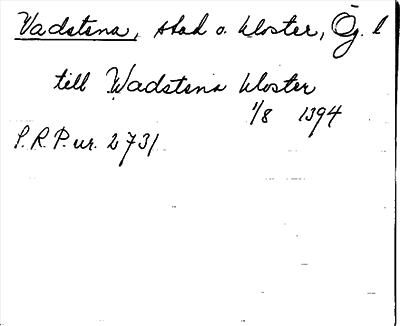 Vadstena, stad o. kloster, Ög. l
till Wadstena kloster
1/8 1394
P.R.P. nr. 2731